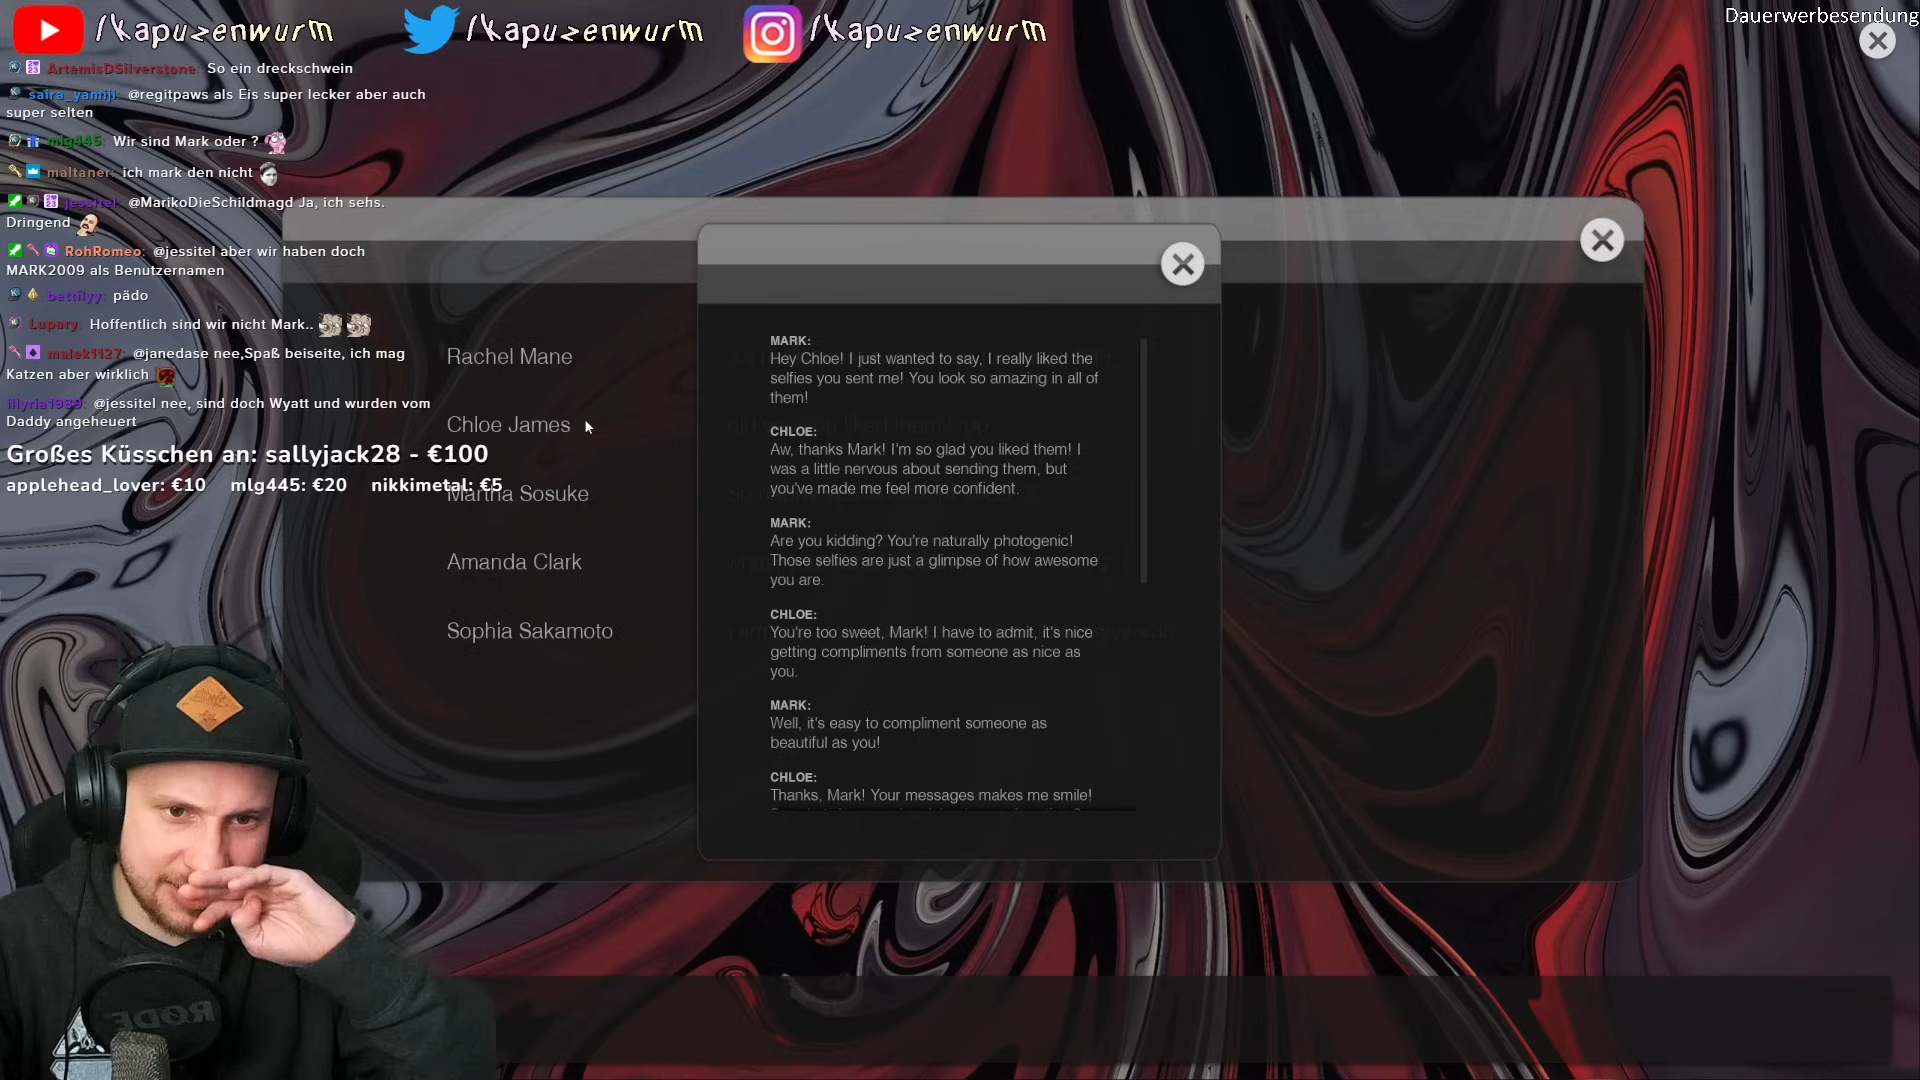 /kapuzenwurm
/kapuzenwurm
/kapuzenwurm
Dauerwerbesendung
ArtemisDSilverstone: So ein dreckschwein
saira_yamiji: @regitpaws als Eis super lecker aber auch
super selten
mlg445: Wir sind Mark oder ?
maltaner: ich mark den nicht
jessitel: @MarikoDieSchildmagd Ja, ich sehs.
Dringend
RohRomeo: @jessitel aber wir haben doch
MARK2009 als Benutzernamen
bettilyy: pädo
Lupary: Hoffentlich sind wir nicht Mark..
malek1127: @janedase nee,Spaß beiseite, ich mag
Katzen aber wirklich
illyria1989: @jessitel nee, sind doch Wyatt und wurden vom
Daddy angeheuert
Großes Küsschen an: sallyjack28 - €100
applehead_lover: €10 mlg445: €20 nikkimetal: €5
Rachel Mane
Chloe James
Martha Sosuke
Amanda Clark
Sophia Sakamoto
MARK:
Hey Chloe! I just wanted to say, I really liked the
selfies you sent me! You look so amazing in all of
them!
CHLOE:
Aw, thanks Mark! I'm so glad you liked them! I
was a little nervous about sending them, but
you've made me feel more confident.
MARK:
Are you kidding? You're naturally photogenic!
Those selfies are just a glimpse of how awesome
you are.
CHLOE:
You're too sweet, Mark! I have to admit, it's nice
getting compliments from someone as nice as
you.
MARK:
Well, it's easy to compliment someone as
beautiful as you!
CHLOE:
Thanks, Mark! Your messages makes me smile!
RØDE